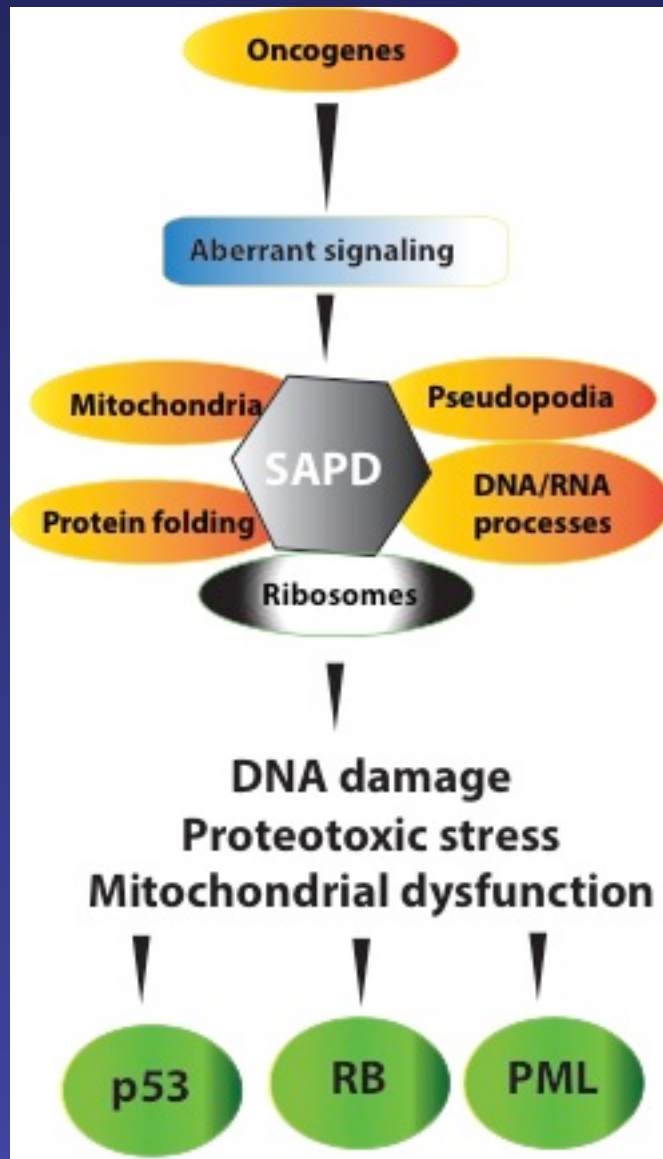 Oncogenes
Aberrant signaling
Mitochondria
Pseudopodia
SAPD
Protein folding
DNA/RNA
processes
Ribosomes
DNA damage
Proteotoxic stress
Mitochondrial dysfunction
p53
RB
PML